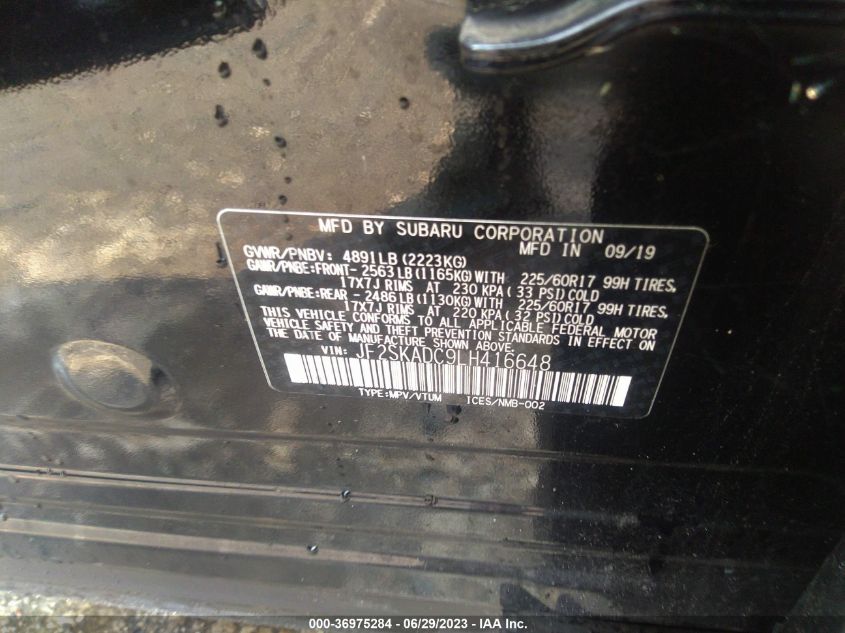 MFD BY SUBARU CORPORATION
GVWR/PNBV: 4891LB (2223KG) MFD IN 09/19
GAWR/PNBE:FRONT- 2563LB (1165KG) WITH 225/60R17 99H TIRES,
17X7J RIMS AT 230 KPA (33 PSI) COLD
GAWR/PNBE:REAR - 2486LB (1130KG) WITH 225/60R17 99H TIRES,
17X7J RIMS AT 220 KPA (32 PSI) COLD
THIS VEHICLE CONFORMS TO ALL APPLICABLE FEDERAL MOTOR
VEHICLE SAFETY AND THEFT PREVENTION STANDARDS IN EFFECT ON
THE DATE OF MANUFACTURE SHOWN ABOVE.
VIN: JF2SKADC9LH416648
TYPE:MPV/VTUM ICES/NMB-002
000-36975284 - 06/29/2023 - IAA Inc.